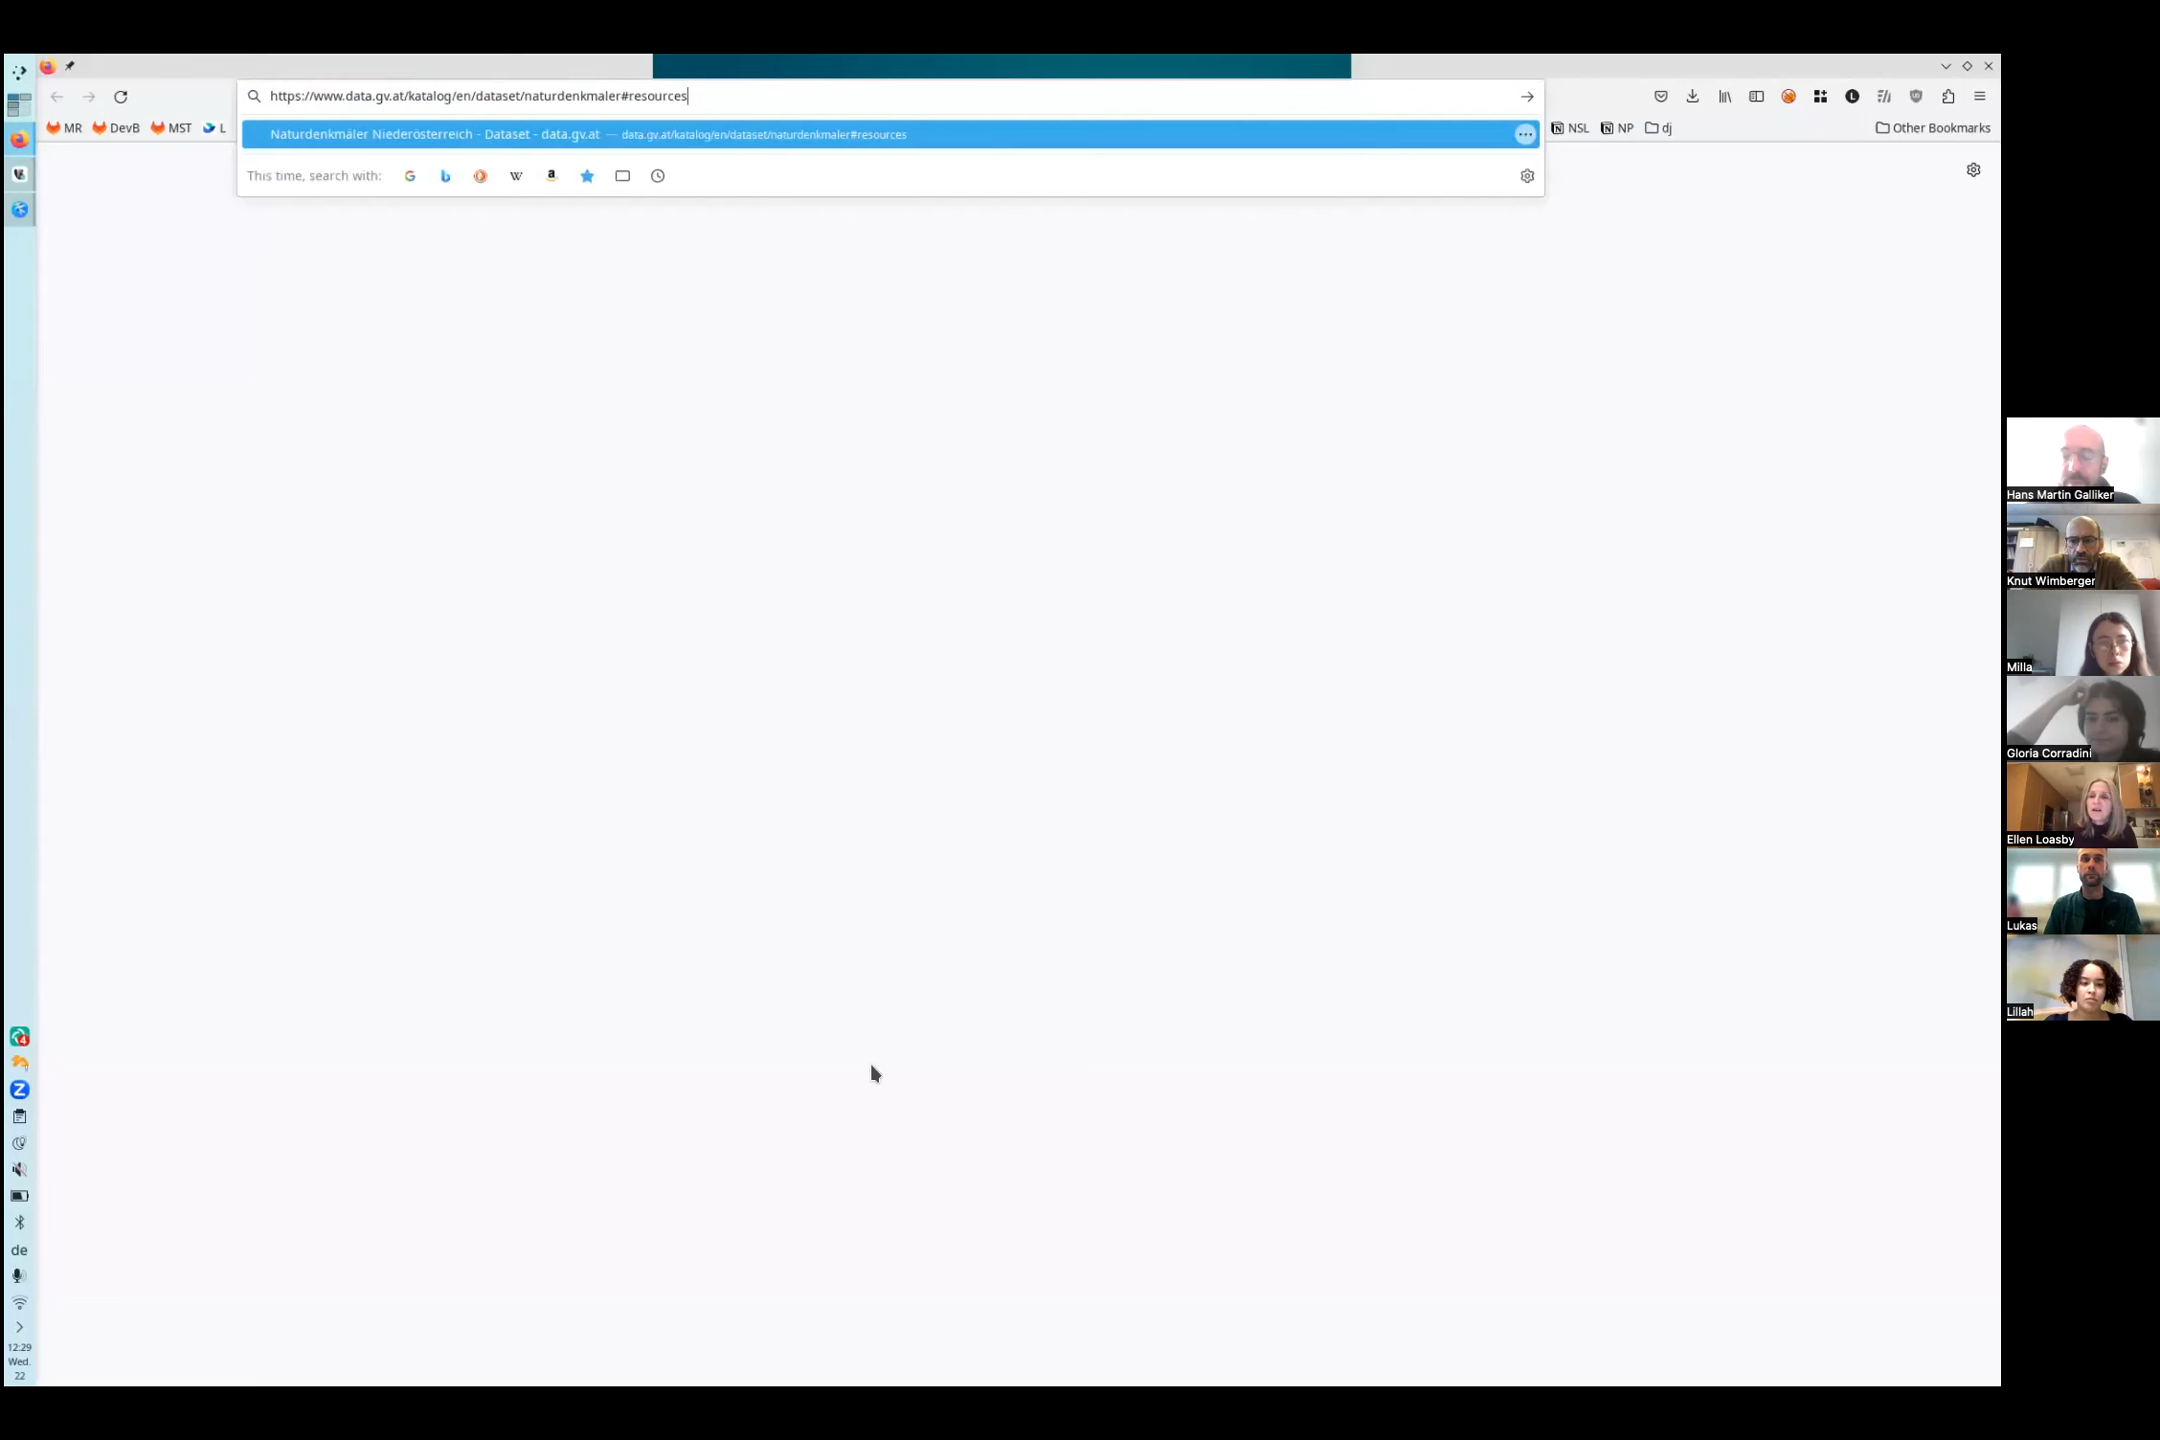 https://www.data.gv.at/katalog/en/dataset/naturdenkmaler#resources
MR DevB MST L
Naturdenkmäler Niederösterreich - Dataset - data.gv.at — data.gv.at/katalog/en/dataset/naturdenkmaler#resources
NSL NP dj Other Bookmarks
This time, search with:
Hans Martin Galliker
Knut Wimberger
Milla
Gloria Corradini
Ellen Loasby
Lukas
Lillah
4
de
12:29
Wed.
22